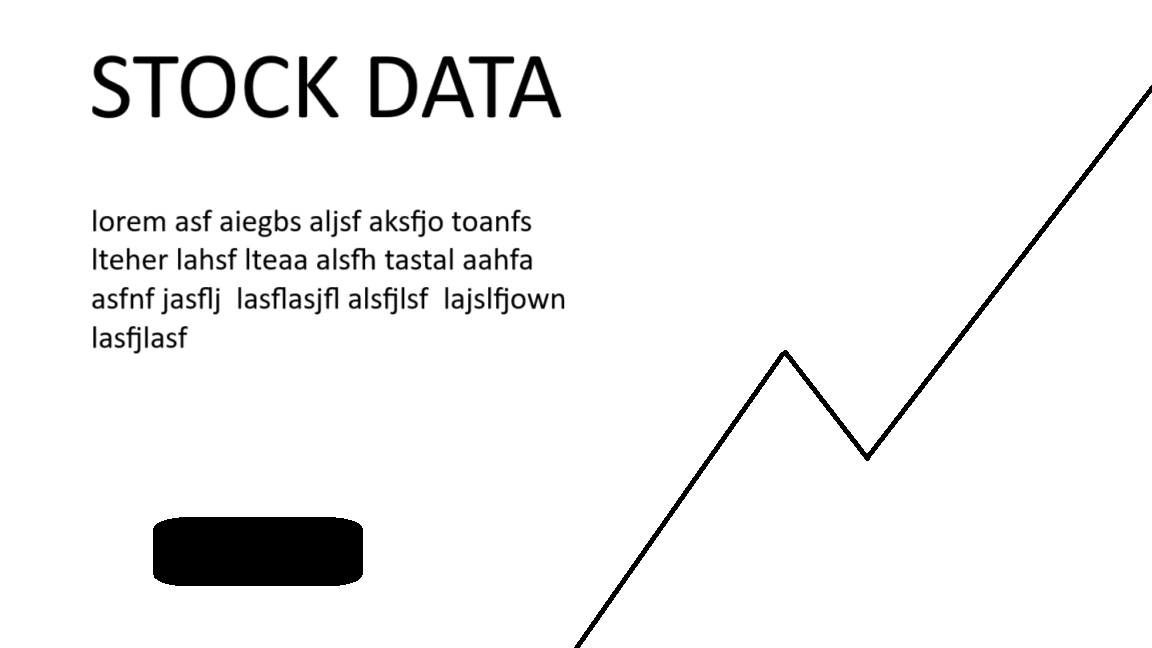 STOCK DATA
lorem asf aiegbs aljsf aksfjo toanfs
lteher lahsf lteaa alsfh tastal aahfa
asfnf jasflj  lasflasjfl alsfjlsf  lajslfjown
lasfjlasf